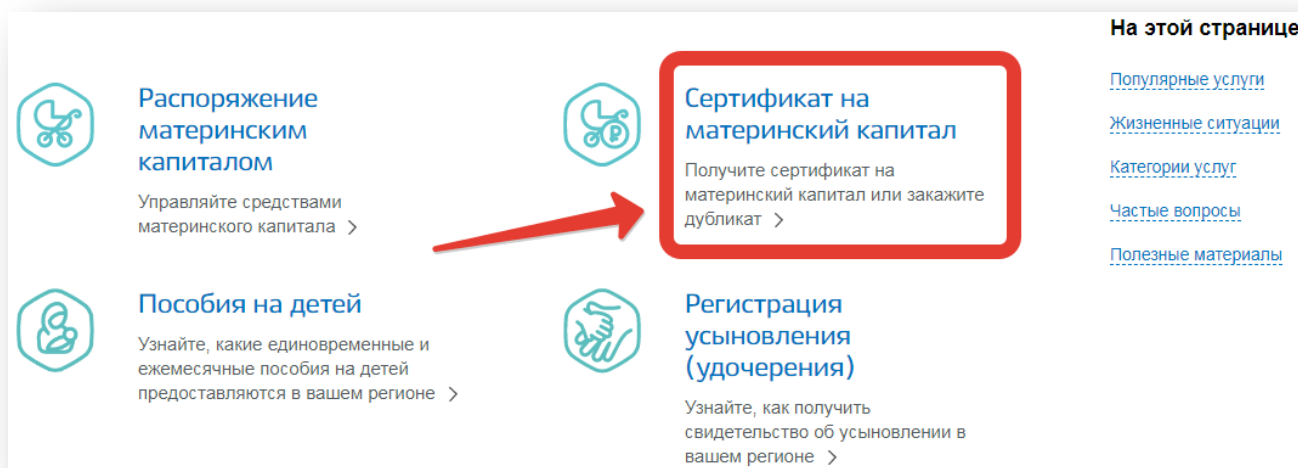 На этой странице
Распоряжение
материнским
капиталом
Управляйте средствами
материнского капитала
Сертификат на
материнский капитал
Получите сертификат на
материнский капитал или закажите
дубликат
Популярные услуги
Жизненные ситуации
Категории услуг
Частые вопросы
Полезные материалы
Пособия на детей
Узнайте, какие единовременные и
ежемесячные пособия на детей
предоставляются в вашем регионе
Регистрация
усыновления
(удочерения)
Узнайте, как получить
свидетельство об усыновлении в
вашем регионе